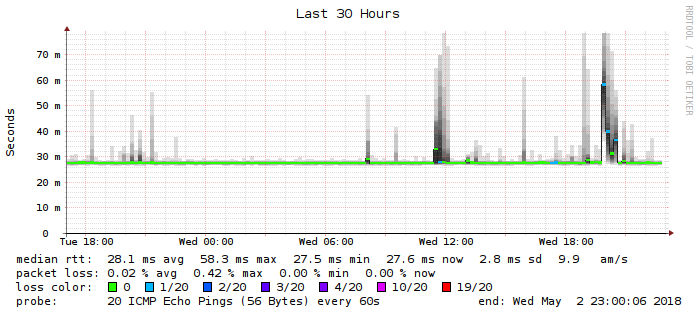 Last 30 Hours
RRDTOOL / TOBI OETIKER
Seconds
70 m
60 m
50 m
40 m
30 m
20 m
10 m
0
Tue 18:00 Wed 00:00 Wed 06:00 Wed 12:00 Wed 18:00
median rtt: 28.1 ms avg 58.3 ms max 27.5 ms min 27.6 ms now 2.8 ms sd 9.9 am/s
packet loss: 0.02 % avg 0.42 % max 0.00 % min 0.00 % now
loss color: 0 1/20 2/20 3/20 4/20 10/20 19/20
probe: 20 ICMP Echo Pings (56 Bytes) every 60s end: Wed May 2 23:00:06 2018